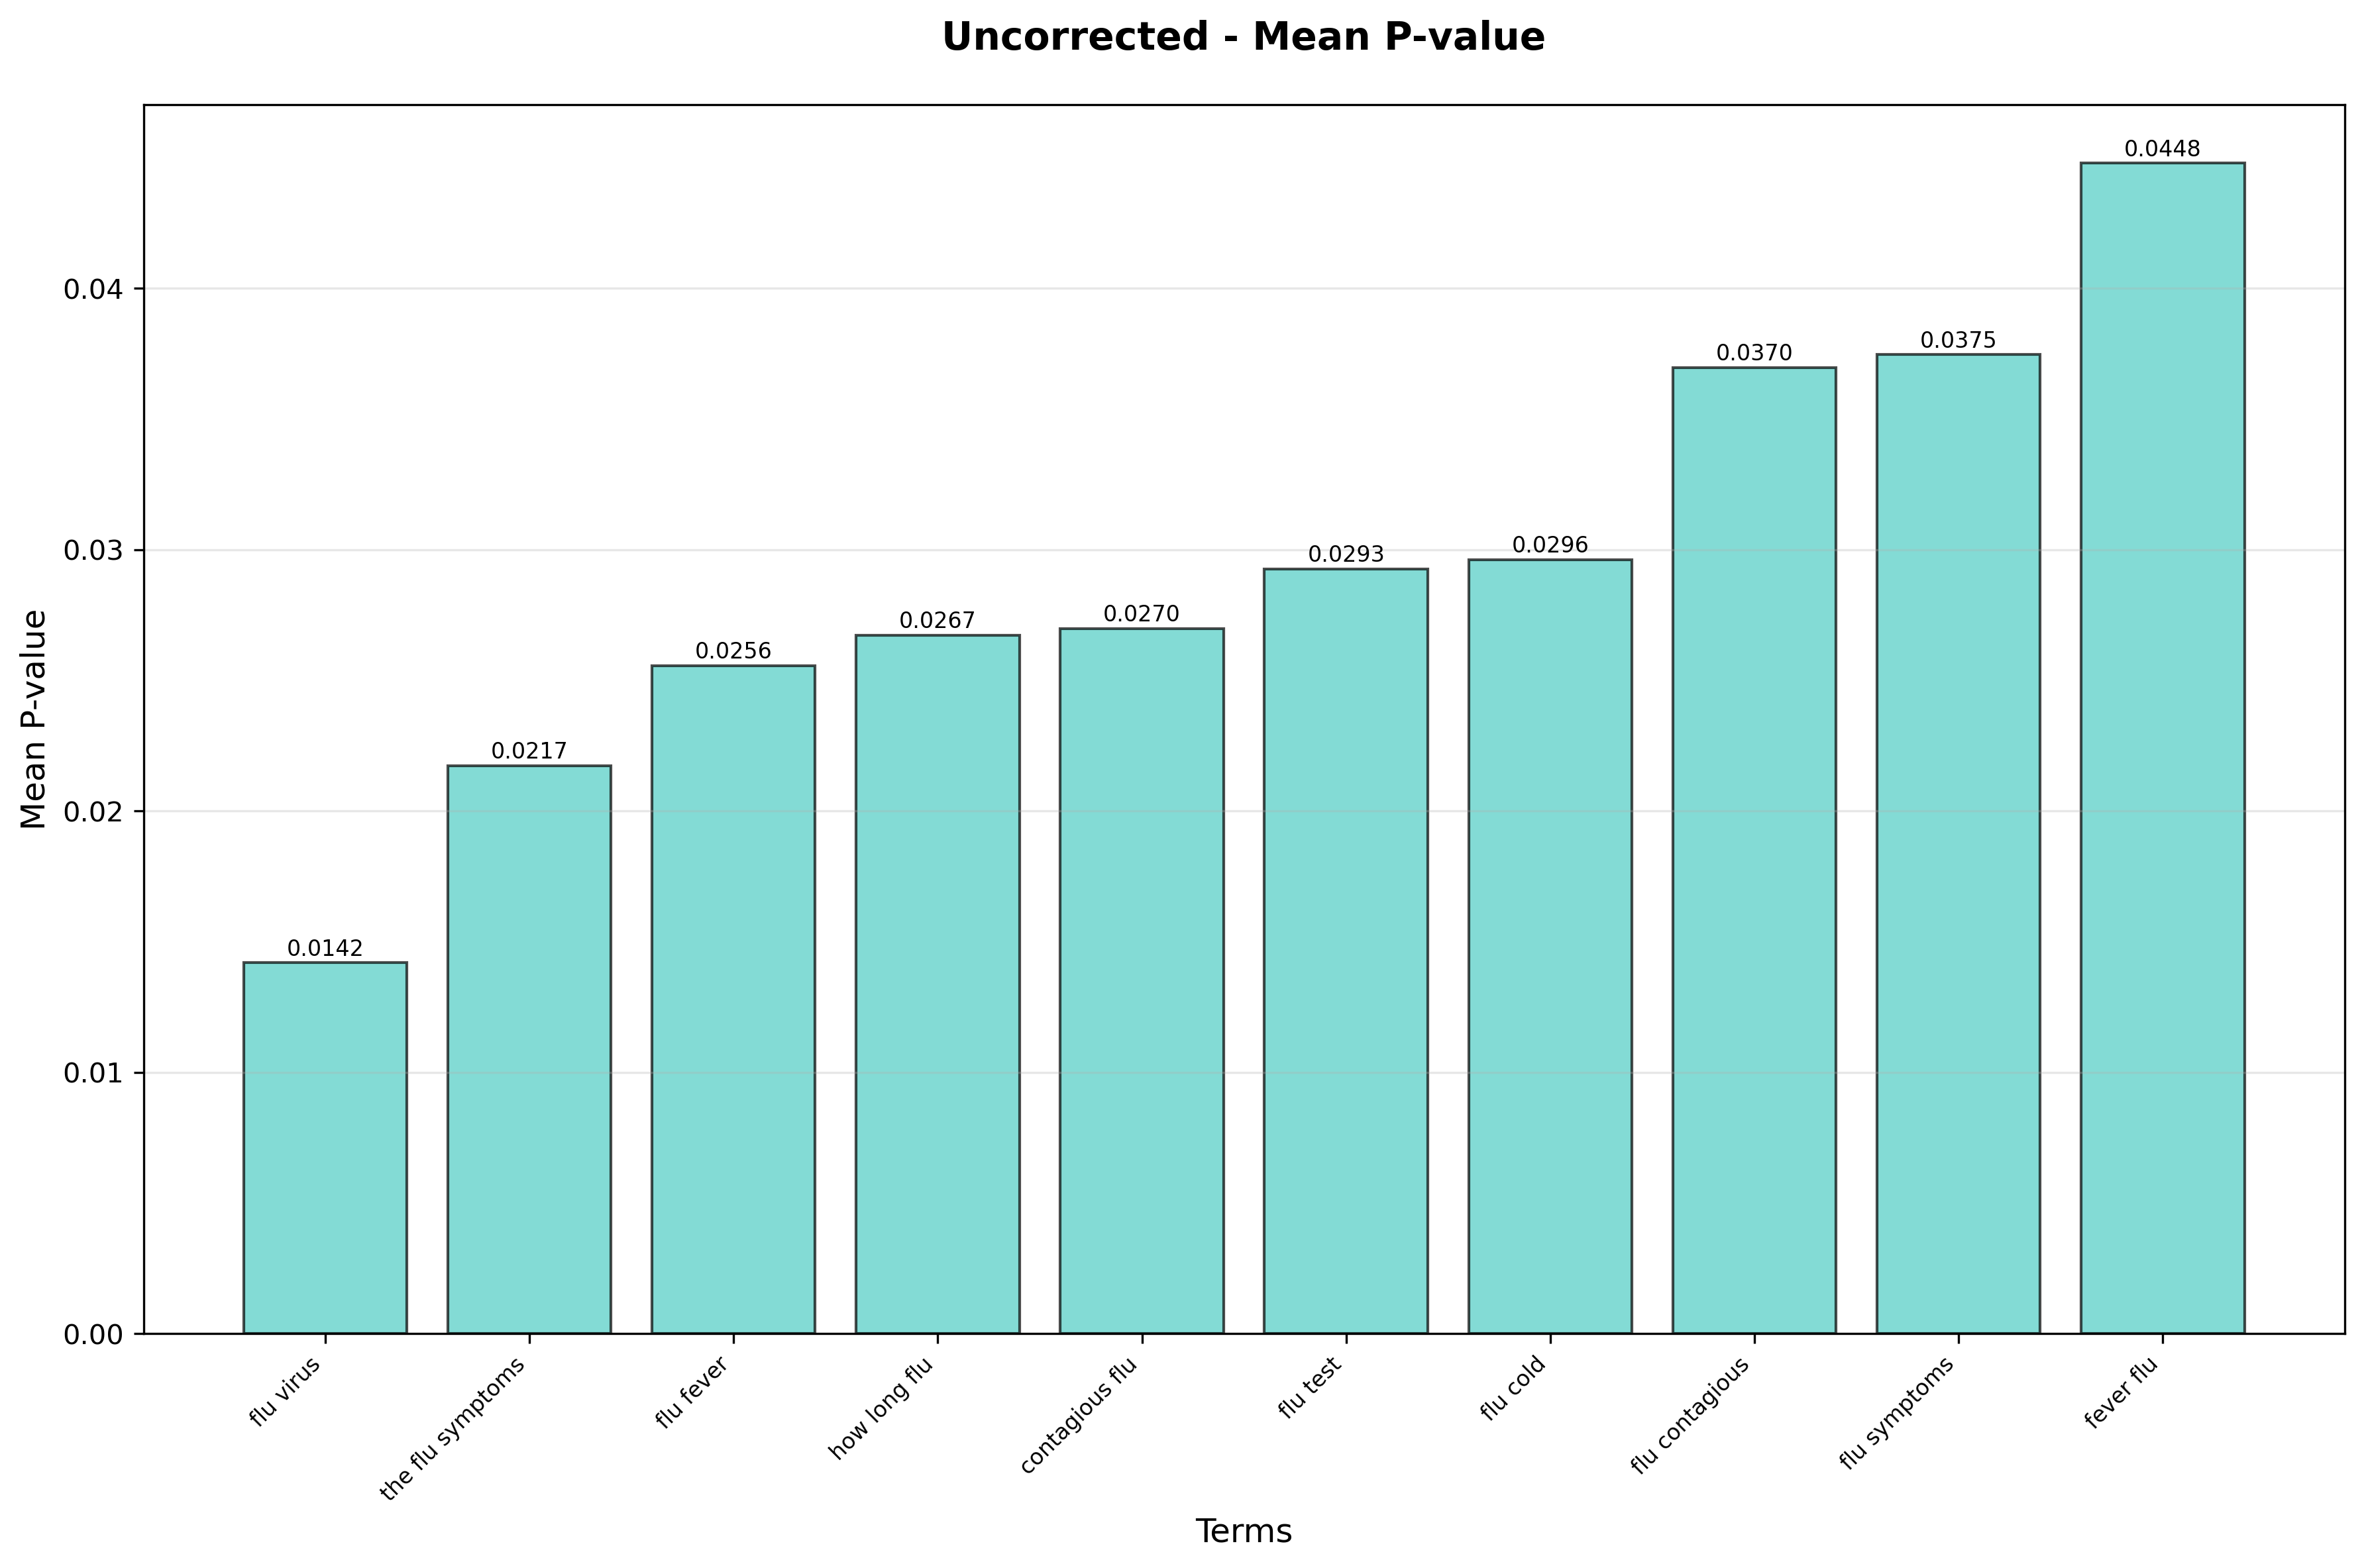 Uncorrected - Mean P-value
Mean P-value
0.04
0.03
0.02
0.01
0.00
0.0142
0.0217
0.0256
0.0267
0.0270
0.0293
0.0296
0.0370
0.0375
0.0448
flu virus
the flu symptoms
flu fever
how long flu
contagious flu
flu test
flu cold
flu contagious
flu symptoms
fever flu
Terms